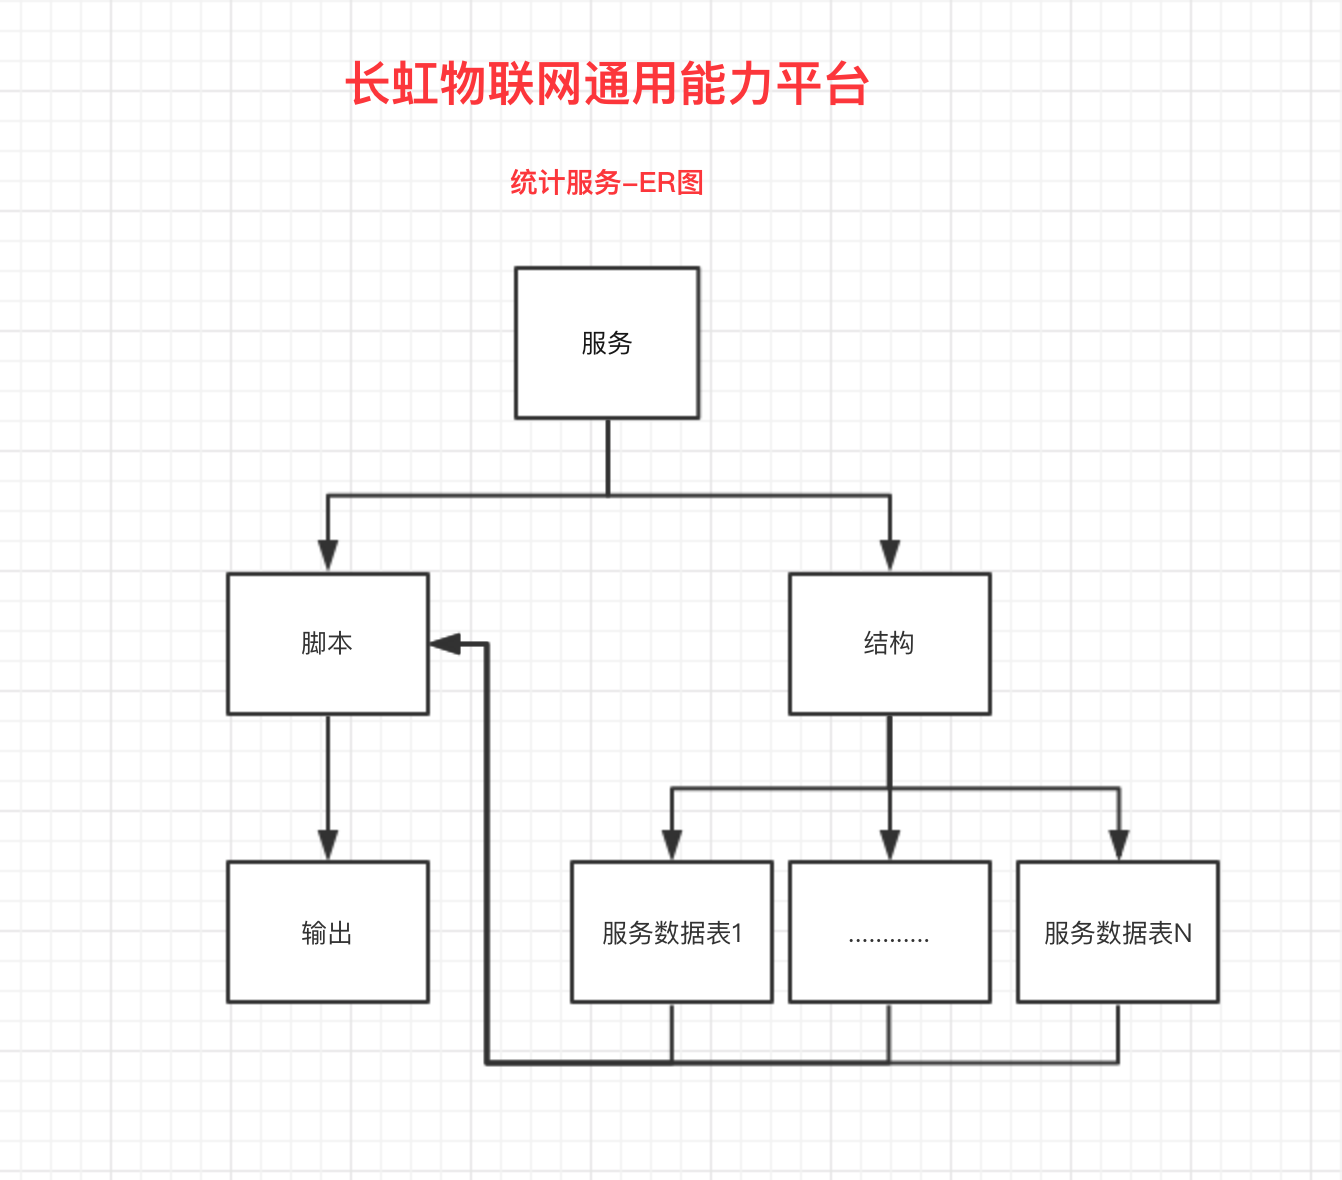 长虹物联网通用能力平台
统计服务-ER图
服务
脚本
结构
输出
服务数据表1
............
服务数据表N